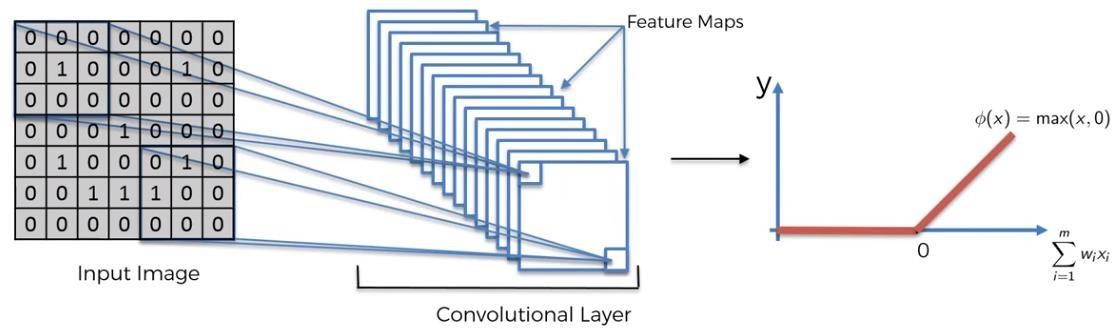 0 0 0 0 0 0 0
0 1 0 0 0 1 0
0 0 0 0 0 0 0
0 0 0 1 0 0 0
0 1 0 0 0 1 0
0 0 1 1 1 0 0
0 0 0 0 0 0 0
Input Image
Feature Maps
Convolutional Layer
y
ϕ(x) = max(x, 0)
0
m
∑ wᵢxᵢ
i=1